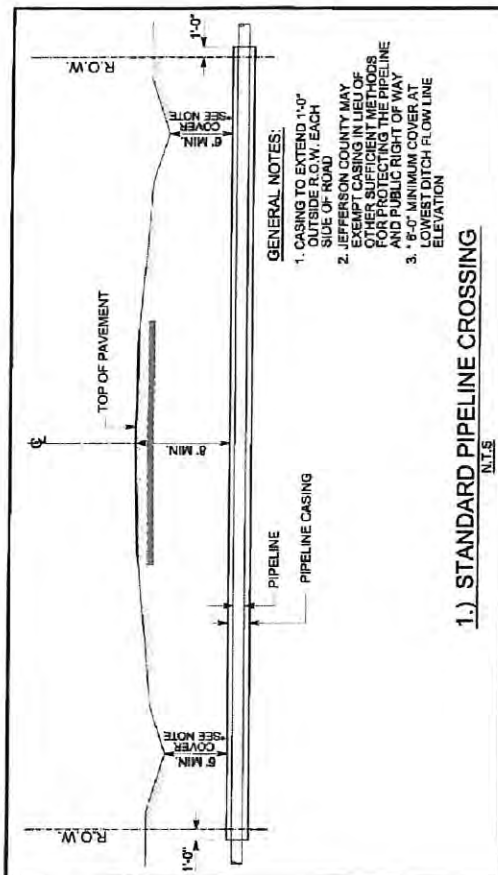 1'-0"
R.O.W.
6' MIN.
COVER
*SEE NOTE
℄
TOP OF PAVEMENT
8' MIN.
6' MIN.
COVER
*SEE NOTE
R.O.W.
1'-0"
PIPELINE
PIPELINE CASING
GENERAL NOTES:
1. CASING TO EXTEND 1'-0"
OUTSIDE R.O.W. EACH
SIDE OF ROAD
2. JEFFERSON COUNTY MAY
EXEMPT CASING IN LIEU OF
OTHER SUFFICIENT METHODS
FOR PROTECTING THE PIPELINE
AND PUBLIC RIGHT OF WAY
3. * 6'-0" MINIMUM COVER AT
LOWEST DITCH FLOW LINE
ELEVATION
1.) STANDARD PIPELINE CROSSING
N.T.S